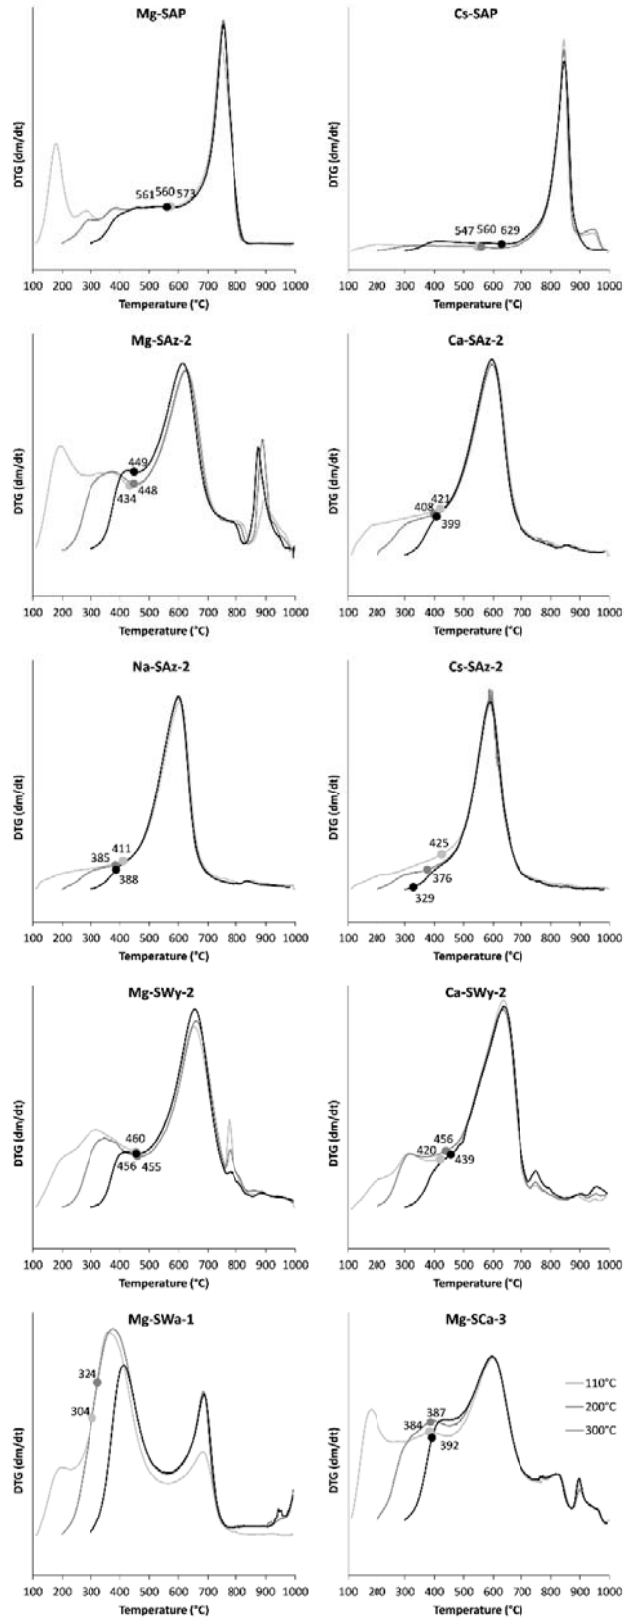 Mg-SAP
DTG (dm/dt)
561 560 573
100 200 300 400 500 600 700 800 900 1000
Temperature (°C)
Cs-SAP
DTG (dm/dt)
547 560 629
100 200 300 400 500 600 700 800 900 1000
Temperature (°C)
Mg-SAz-2
DTG (dm/dt)
449
434 448
100 200 300 400 500 600 700 800 900 1000
Temperature (°C)
Ca-SAz-2
DTG (dm/dt)
421
408
399
100 200 300 400 500 600 700 800 900 1000
Temperature (°C)
Na-SAz-2
DTG (dm/dt)
411
385
388
100 200 300 400 500 600 700 800 900 1000
Temperature (°C)
Cs-SAz-2
DTG (dm/dt)
425
376
329
100 200 300 400 500 600 700 800 900 1000
Temperature (°C)
Mg-SWy-2
DTG (dm/dt)
460
456 455
100 200 300 400 500 600 700 800 900 1000
Temperature (°C)
Ca-SWy-2
DTG (dm/dt)
456
420
439
100 200 300 400 500 600 700 800 900 1000
Temperature (°C)
Mg-SWa-1
DTG (dm/dt)
324
304
100 200 300 400 500 600 700 800 900 1000
Temperature (°C)
Mg-SCa-3
DTG (dm/dt)
387
384
392
110°C
200°C
300°C
100 200 300 400 500 600 700 800 900 1000
Temperature (°C)